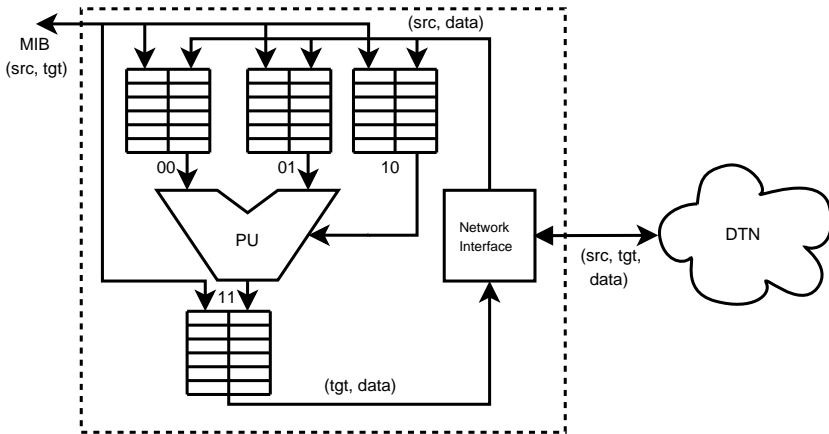 (src, data)
MIB
(src, tgt)
00
01
10
PU
Network
Interface
DTN
(src, tgt,
data)
11
(tgt, data)